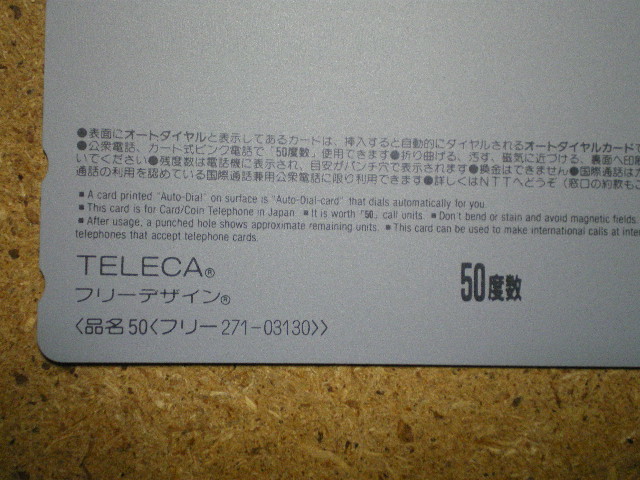 ●表面にオートダイヤルと表示してあるカードは、挿入すると自動的にダイヤルされるオートダイヤルカードで
●公衆電話、カード式ピンク電話で「50度数」使用できます●折り曲げる、汚す、磁気に近づける、裏面へ印刷
いでください●残度数は電話機に表示され、目安がパンチ穴で表示されます●換金はできません●国際通話はカ
通話の利用を認めている国際通話兼用公衆電話に限り利用できます●詳しくはNTTへどうぞ（窓口の約款も
■ A card printed "Auto-Dial" on surface is "Auto-Dial-card" that dials automatically for you.
■ This card is for Card/Coin Telephone in Japan. ■ It is worth「50」call units. ■ Don't bend or stain and avoid magnetic fields.
■ After usage, a punched hole shows approximate remaining units. ■ This card can be used to make international calls at inte
telephones that accept telephone cards.
TELECA®
フリーデザイン®
50度数
〈品名50〈フリー271-03130〉〉